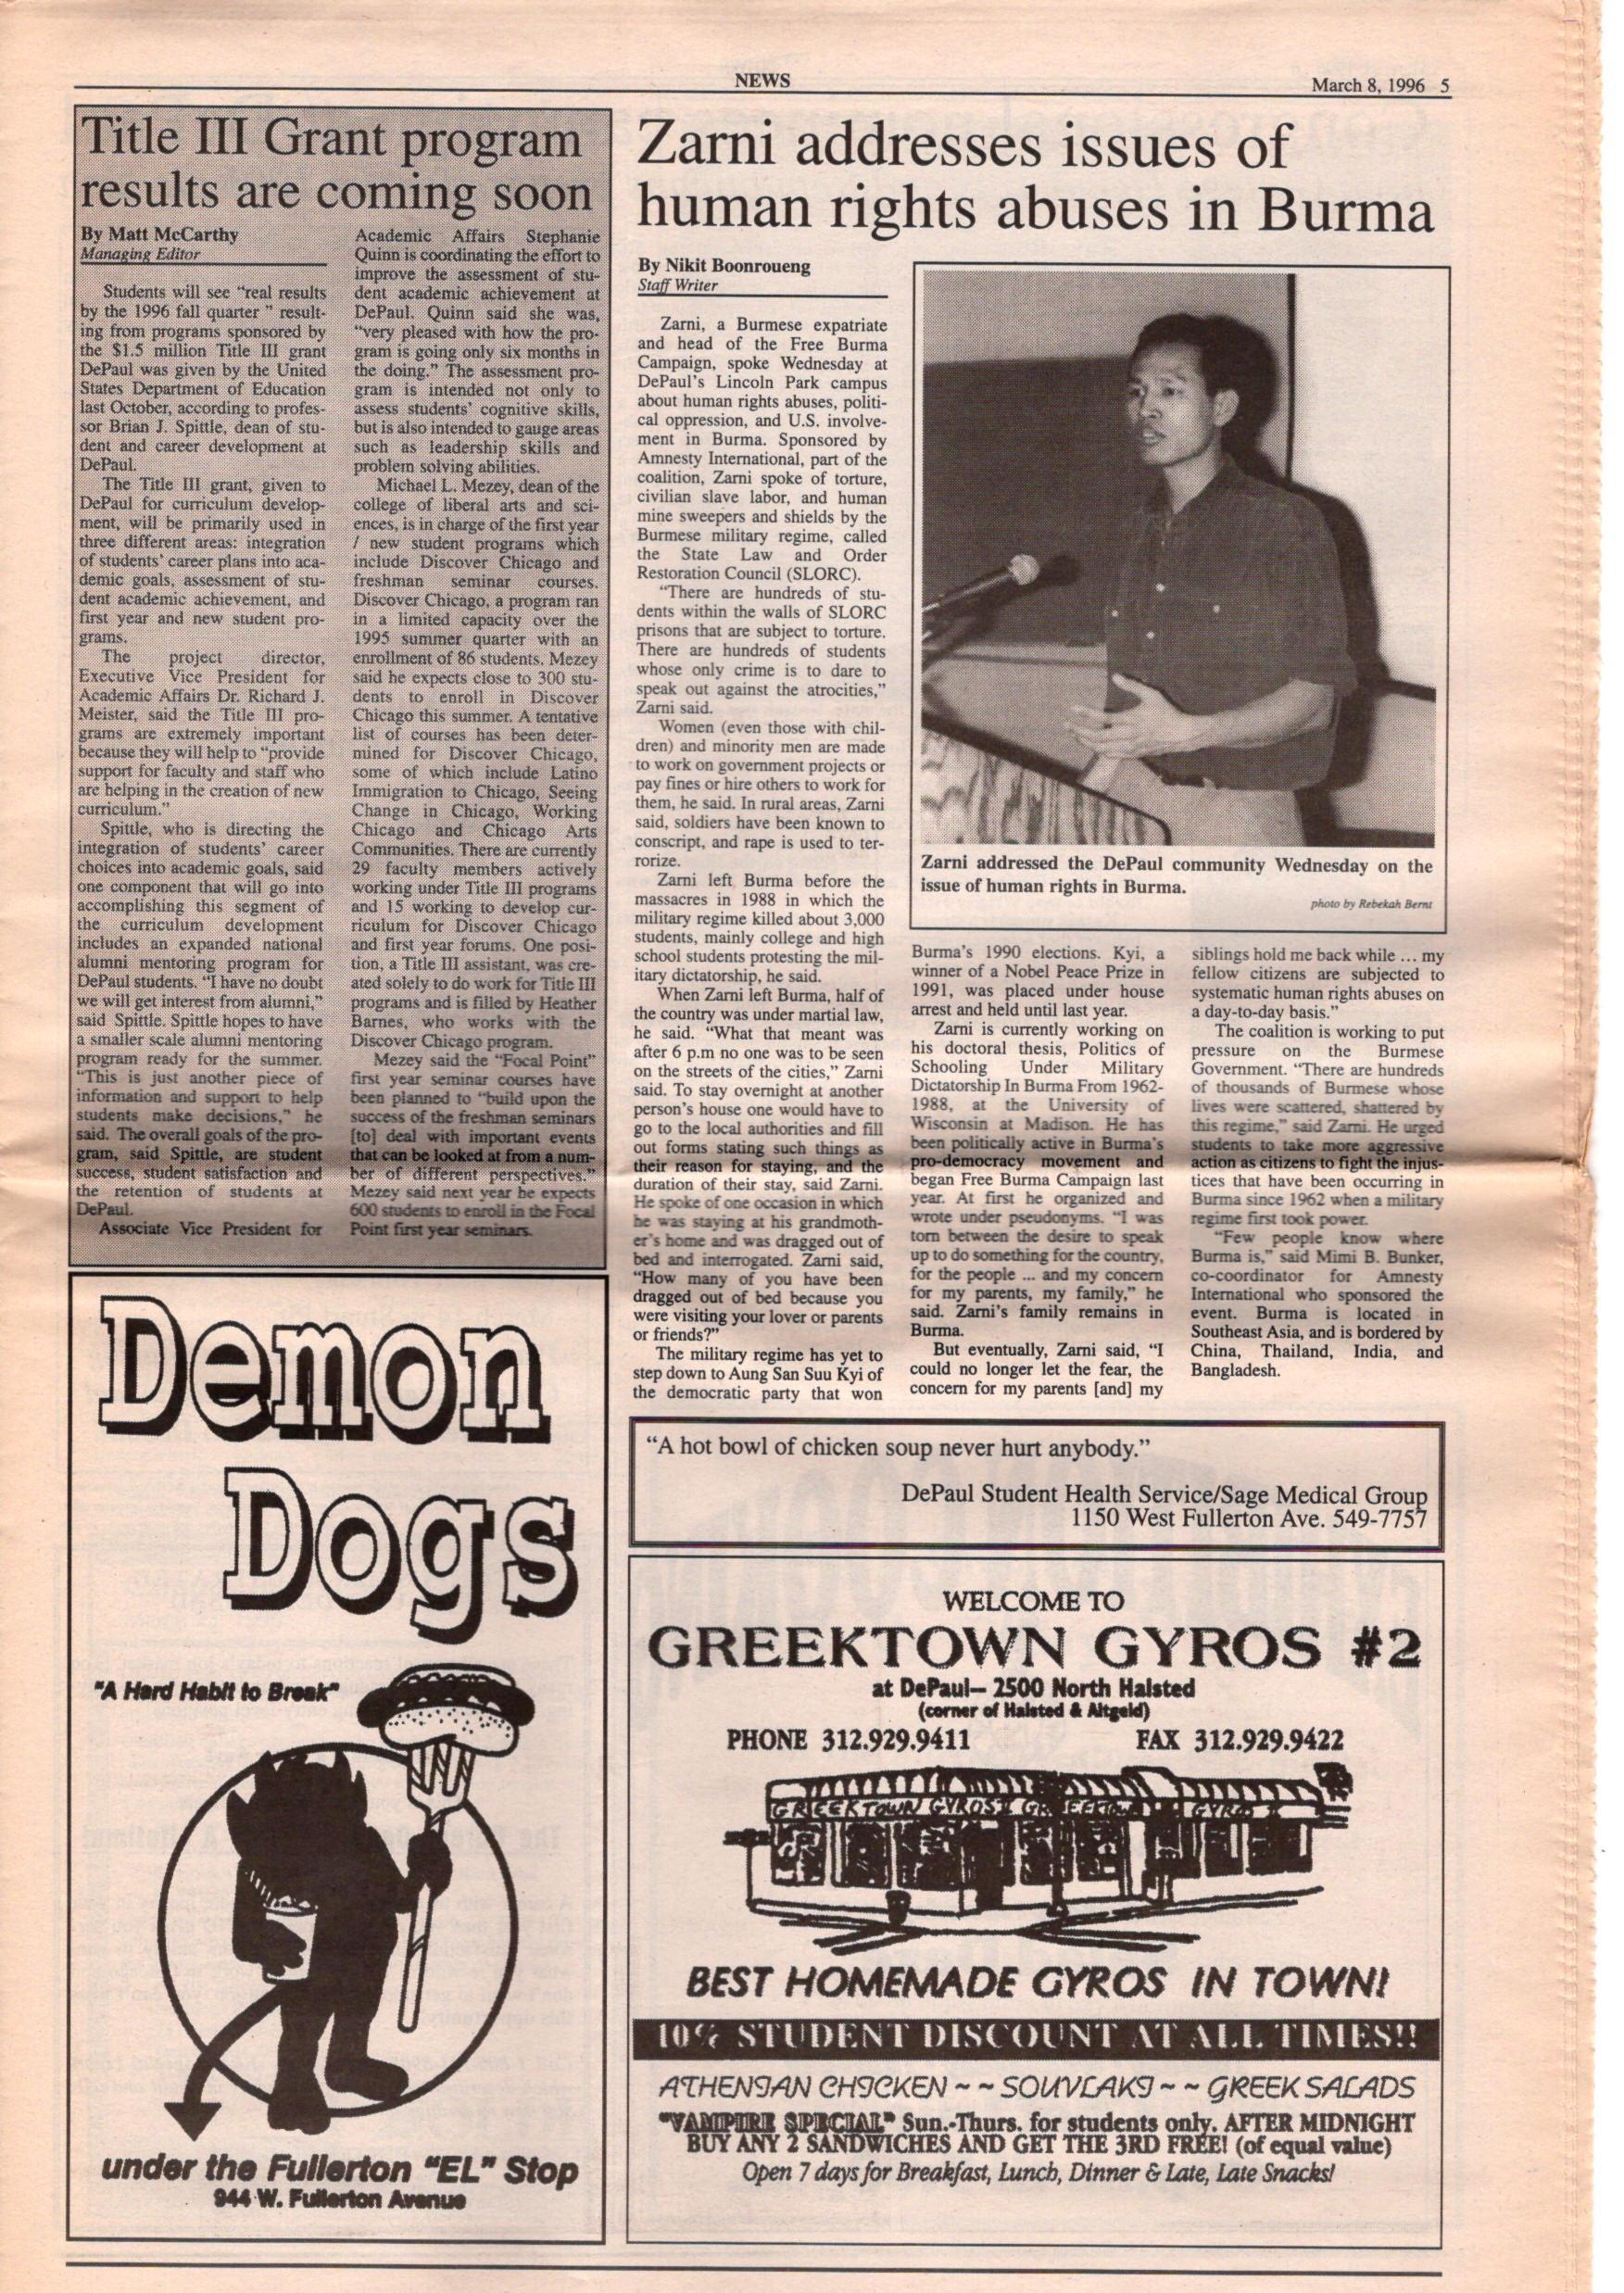 NEWS
March 8, 1996 5
Title III Grant program
results are coming soon
By Matt McCarthy
Managing Editor
Students will see “real results
by the 1996 fall quarter ” result-
ing from programs sponsored by
the $1.5 million Title III grant
DePaul was given by the United
States Department of Education
last October, according to profes-
sor Brian J. Spittle, dean of stu-
dent and career development at
DePaul.
The Title III grant, given to
DePaul for curriculum develop-
ment, will be primarily used in
three different areas: integration
of students’ career plans into aca-
demic goals, assessment of stu-
dent academic achievement, and
first year and new student pro-
grams.
The project director,
Executive Vice President for
Academic Affairs Dr. Richard J.
Meister, said the Title III pro-
grams are extremely important
because they will help to “provide
support for faculty and staff who
are helping in the creation of new
curriculum.”
Spittle, who is directing the
integration of students’ career
choices into academic goals, said
one component that will go into
accomplishing this segment of
the curriculum development
includes an expanded national
alumni mentoring program for
DePaul students. “I have no doubt
we will get interest from alumni,”
said Spittle. Spittle hopes to have
a smaller scale alumni mentoring
program ready for the summer.
“This is just another piece of
information and support to help
students make decisions,” he
said. The overall goals of the pro-
gram, said Spittle, are student
success, student satisfaction and
the retention of students at
DePaul.
Associate Vice President for
Academic Affairs Stephanie
Quinn is coordinating the effort to
improve the assessment of stu-
dent academic achievement at
DePaul. Quinn said she was,
“very pleased with how the pro-
gram is going only six months in
the doing.” The assessment pro-
gram is intended not only to
assess students’ cognitive skills,
but is also intended to gauge areas
such as leadership skills and
problem solving abilities.
Michael L. Mezey, dean of the
college of liberal arts and sci-
ences, is in charge of the first year
/ new student programs which
include Discover Chicago and
freshman seminar courses.
Discover Chicago, a program ran
in a limited capacity over the
1995 summer quarter with an
enrollment of 86 students. Mezey
said he expects close to 300 stu-
dents to enroll in Discover
Chicago this summer. A tentative
list of courses has been deter-
mined for Discover Chicago,
some of which include Latino
Immigration to Chicago, Seeing
Change in Chicago, Working
Chicago and Chicago Arts
Communities. There are currently
29 faculty members actively
working under Title III programs
and 15 working to develop cur-
riculum for Discover Chicago
and first year forums. One posi-
tion, a Title III assistant, was cre-
ated solely to do work for Title III
programs and is filled by Heather
Barnes, who works with the
Discover Chicago program.
Mezey said the “Focal Point”
first year seminar courses have
been planned to “build upon the
success of the freshman seminars
[to] deal with important events
that can be looked at from a num-
ber of different perspectives.”
Mezey said next year he expects
600 students to enroll in the Focal
Point first year seminars.
Zarni addresses issues of
human rights abuses in Burma
By Nikit Boonroueng
Staff Writer
Zarni, a Burmese expatriate
and head of the Free Burma
Campaign, spoke Wednesday at
DePaul’s Lincoln Park campus
about human rights abuses, politi-
cal oppression, and U.S. involve-
ment in Burma. Sponsored by
Amnesty International, part of the
coalition, Zarni spoke of torture,
civilian slave labor, and human
mine sweepers and shields by the
Burmese military regime, called
the State Law and Order
Restoration Council (SLORC).
“There are hundreds of stu-
dents within the walls of SLORC
prisons that are subject to torture.
There are hundreds of students
whose only crime is to dare to
speak out against the atrocities,”
Zarni said.
Women (even those with chil-
dren) and minority men are made
to work on government projects or
pay fines or hire others to work for
them, he said. In rural areas, Zarni
said, soldiers have been known to
conscript, and rape is used to ter-
rorize.
Zarni left Burma before the
massacres in 1988 in which the
military regime killed about 3,000
students, mainly college and high
school students protesting the mil-
itary dictatorship, he said.
When Zarni left Burma, half of
the country was under martial law,
he said. “What that meant was
after 6 p.m no one was to be seen
on the streets of the cities,” Zarni
said. To stay overnight at another
person’s house one would have to
go to the local authorities and fill
out forms stating such things as
their reason for staying, and the
duration of their stay, said Zarni.
He spoke of one occasion in which
he was staying at his grandmoth-
er’s home and was dragged out of
bed and interrogated. Zarni said,
“How many of you have been
dragged out of bed because you
were visiting your lover or parents
or friends?”
The military regime has yet to
step down to Aung San Suu Kyi of
the democratic party that won
Zarni addressed the DePaul community Wednesday on the
issue of human rights in Burma.
photo by Rebekah Bernt
Burma’s 1990 elections. Kyi, a
winner of a Nobel Peace Prize in
1991, was placed under house
arrest and held until last year.
Zarni is currently working on
his doctoral thesis, Politics of
Schooling Under Military
Dictatorship In Burma From 1962-
1988, at the University of
Wisconsin at Madison. He has
been politically active in Burma’s
pro-democracy movement and
began Free Burma Campaign last
year. At first he organized and
wrote under pseudonyms. “I was
torn between the desire to speak
up to do something for the country,
for the people ... and my concern
for my parents, my family,” he
said. Zarni’s family remains in
Burma.
But eventually, Zarni said, “I
could no longer let the fear, the
concern for my parents [and] my
siblings hold me back while ... my
fellow citizens are subjected to
systematic human rights abuses on
a day-to-day basis.”
The coalition is working to put
pressure on the Burmese
Government. “There are hundreds
of thousands of Burmese whose
lives were scattered, shattered by
this regime,” said Zarni. He urged
students to take more aggressive
action as citizens to fight the injus-
tices that have been occurring in
Burma since 1962 when a military
regime first took power.
“Few people know where
Burma is,” said Mimi B. Bunker,
co-coordinator for Amnesty
International who sponsored the
event. Burma is located in
Southeast Asia, and is bordered by
China, Thailand, India, and
Bangladesh.
“A hot bowl of chicken soup never hurt anybody.”
DePaul Student Health Service/Sage Medical Group
1150 West Fullerton Ave. 549-7757
Demon
Dogs
"A Hard Habit to Break"
under the Fullerton "EL" Stop
944 W. Fullerton Avenue
WELCOME TO
GREEKTOWN GYROS #2
at DePaul– 2500 North Halsted
(corner of Halsted & Altgeld)
PHONE 312.929.9411 FAX 312.929.9422
GREEKTOWN GYROS II GREEKTOWN GYROS II
BEST HOMEMADE GYROS IN TOWN!
10% STUDENT DISCOUNT AT ALL TIMES!!
ATHENIAN CHICKEN ~ ~ SOUVLAKI ~ ~ GREEK SALADS
"VAMPIRE SPECIAL" Sun.-Thurs. for students only. AFTER MIDNIGHT
BUY ANY 2 SANDWICHES AND GET THE 3RD FREE! (of equal value)
Open 7 days for Breakfast, Lunch, Dinner & Late, Late Snacks!